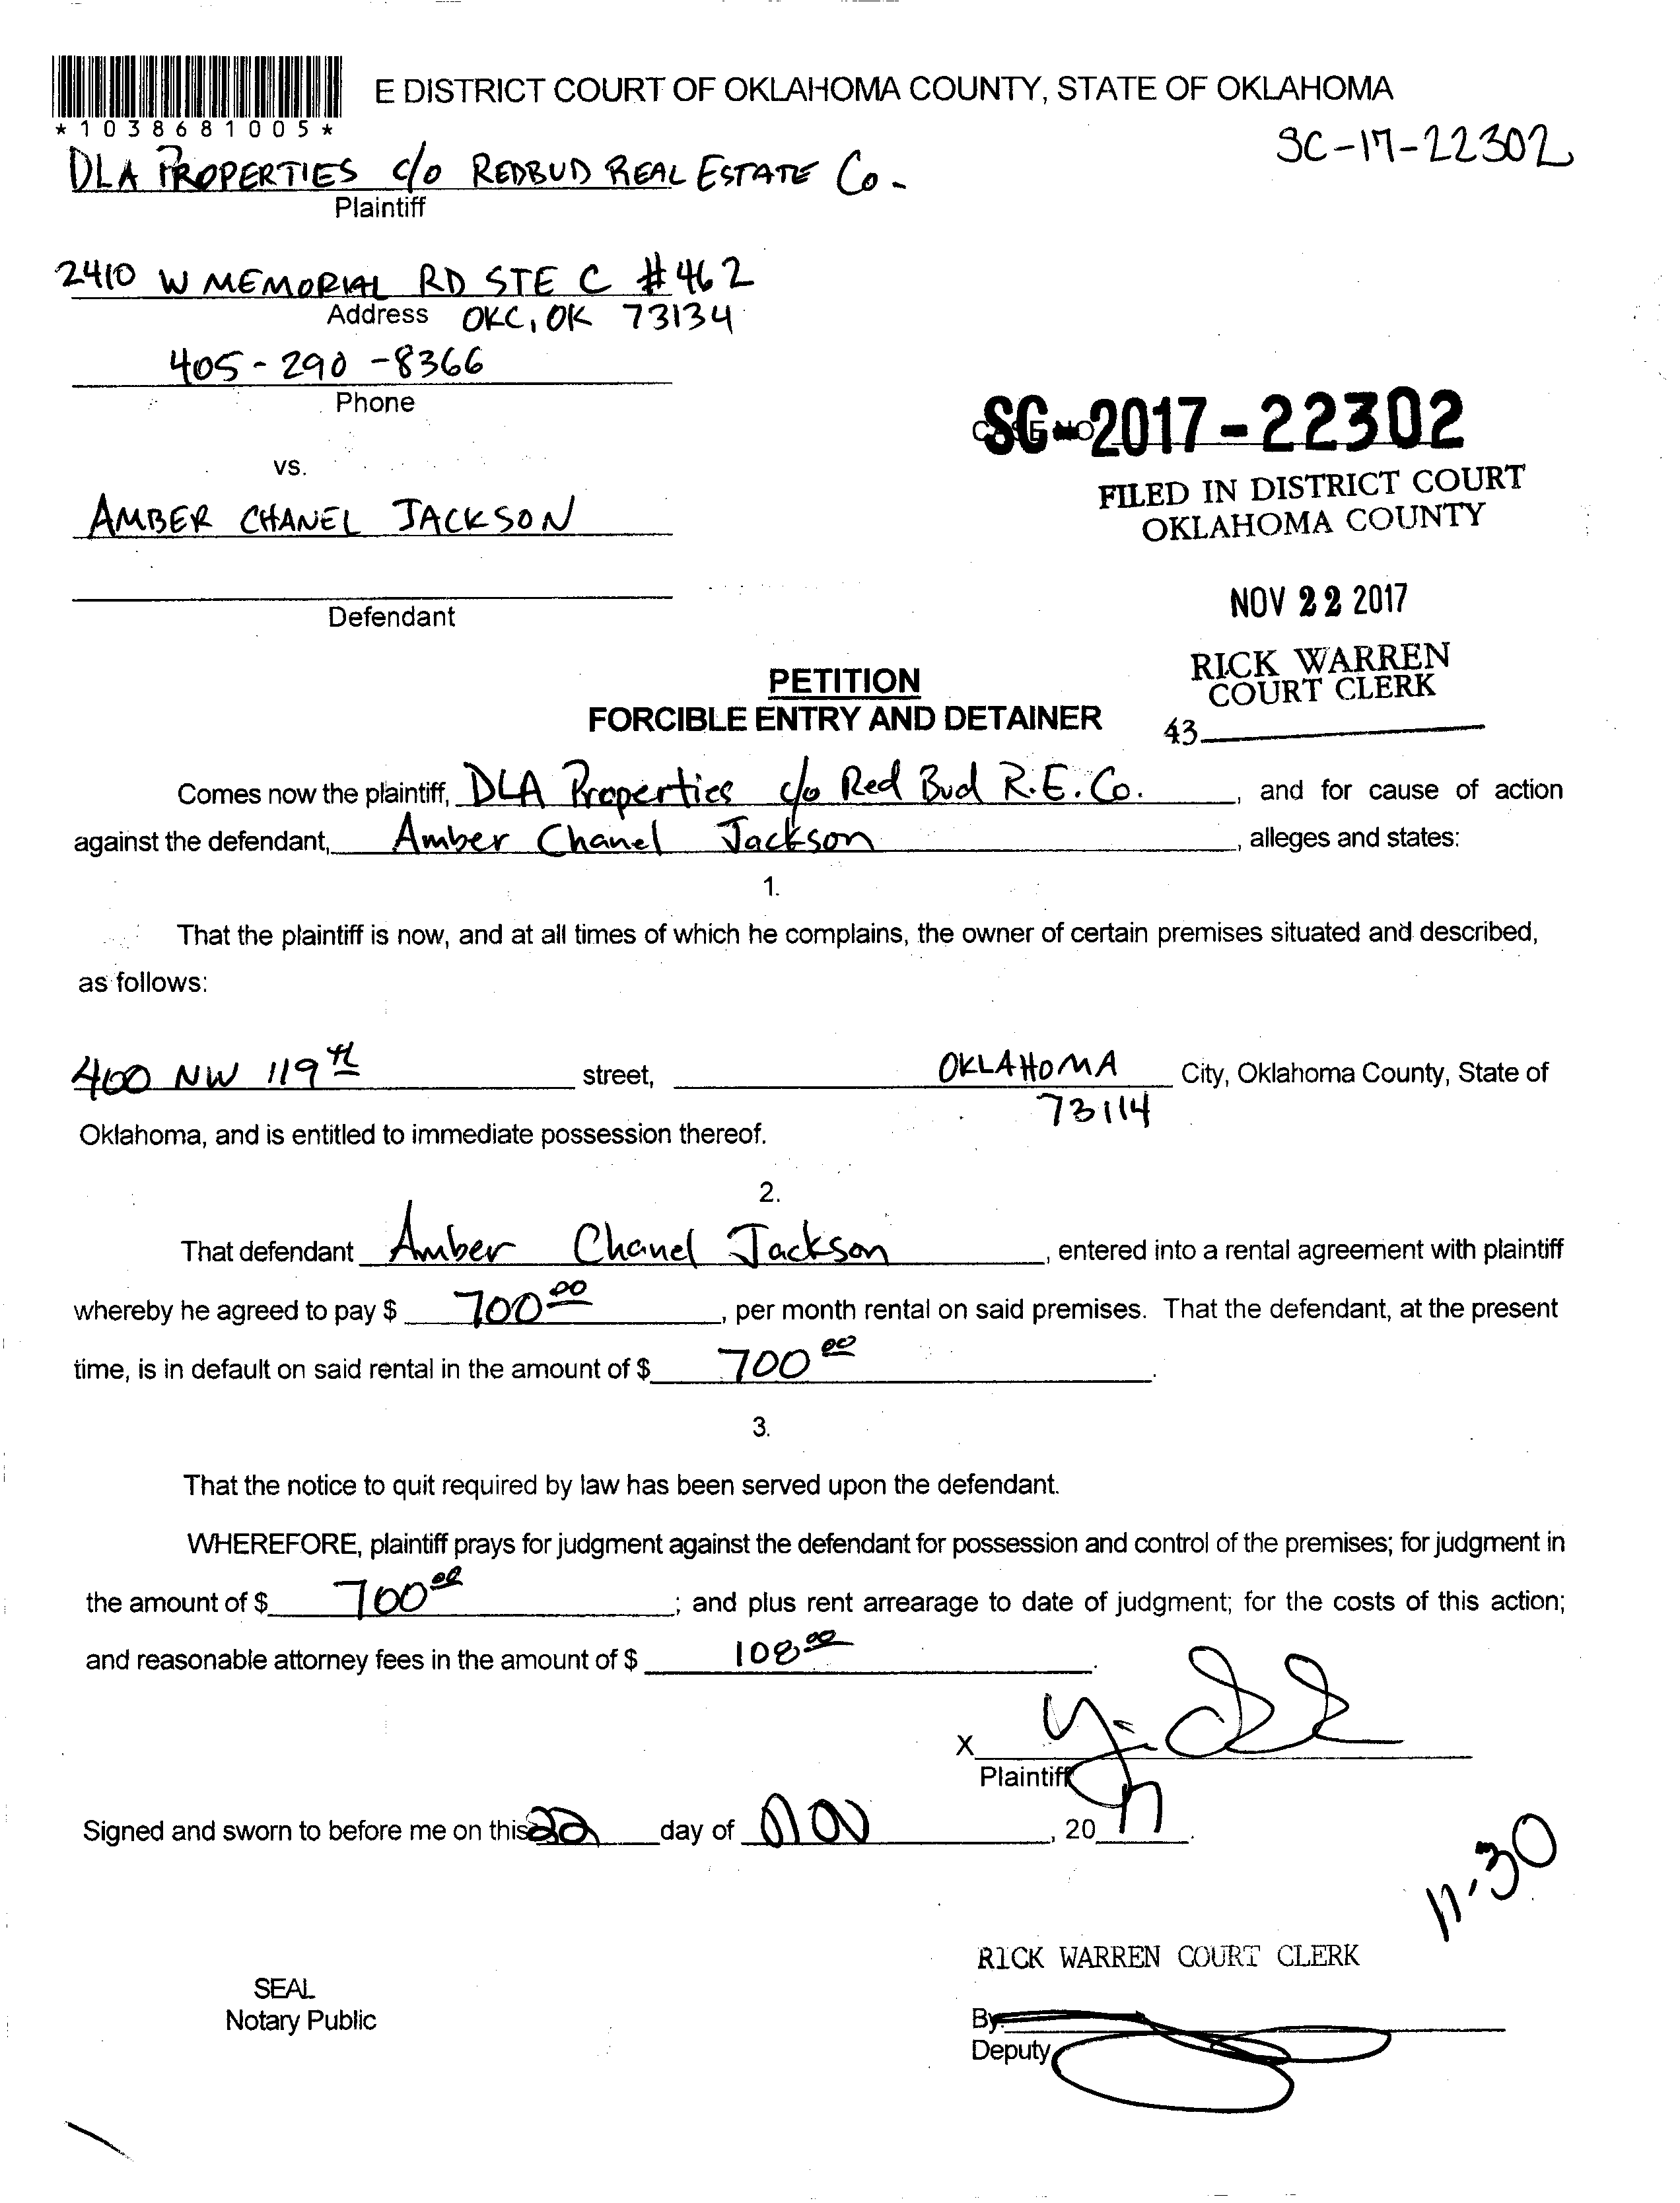 E DISTRICT COURT OF OKLAHOMA COUNTY, STATE OF OKLAHOMA
*1038681005*
SC-17-22302
DLA PROPERTIES c/o REDBUD REAL ESTATE Co.
Plaintiff
2410 W MEMORIAL RD STE C #462
Address OKC, OK 73134
405-290-8366
Phone
SC-2017-22302
vs.
FILED IN DISTRICT COURT
OKLAHOMA COUNTY
AMBER CHANEL JACKSON
NOV 22 2017
Defendant
RICK WARREN
COURT CLERK
43
PETITION
FORCIBLE ENTRY AND DETAINER
Comes now the plaintiff, DLA Properties c/o Red Bud R.E. Co. , and for cause of action
against the defendant, Amber Chanel Jackson , alleges and states:
1.
That the plaintiff is now, and at all times of which he complains, the owner of certain premises situated and described,
as follows:
400 NW 119th street, OKLAHOMA City, Oklahoma County, State of
73114
Oklahoma, and is entitled to immediate possession thereof.
2.
That defendant Amber Chanel Jackson , entered into a rental agreement with plaintiff
whereby he agreed to pay $ 700 00 , per month rental on said premises. That the defendant, at the present
time, is in default on said rental in the amount of $ 700 00 .
3.
That the notice to quit required by law has been served upon the defendant.
WHEREFORE, plaintiff prays for judgment against the defendant for possession and control of the premises; for judgment in
the amount of $ 700 00 ; and plus rent arrearage to date of judgment; for the costs of this action;
and reasonable attorney fees in the amount of $ 108 00 .
X
Plaintiff
Signed and sworn to before me on this 22 day of Nov , 20 17 .
11-30
RICK WARREN COURT CLERK
SEAL
Notary Public
By:
Deputy